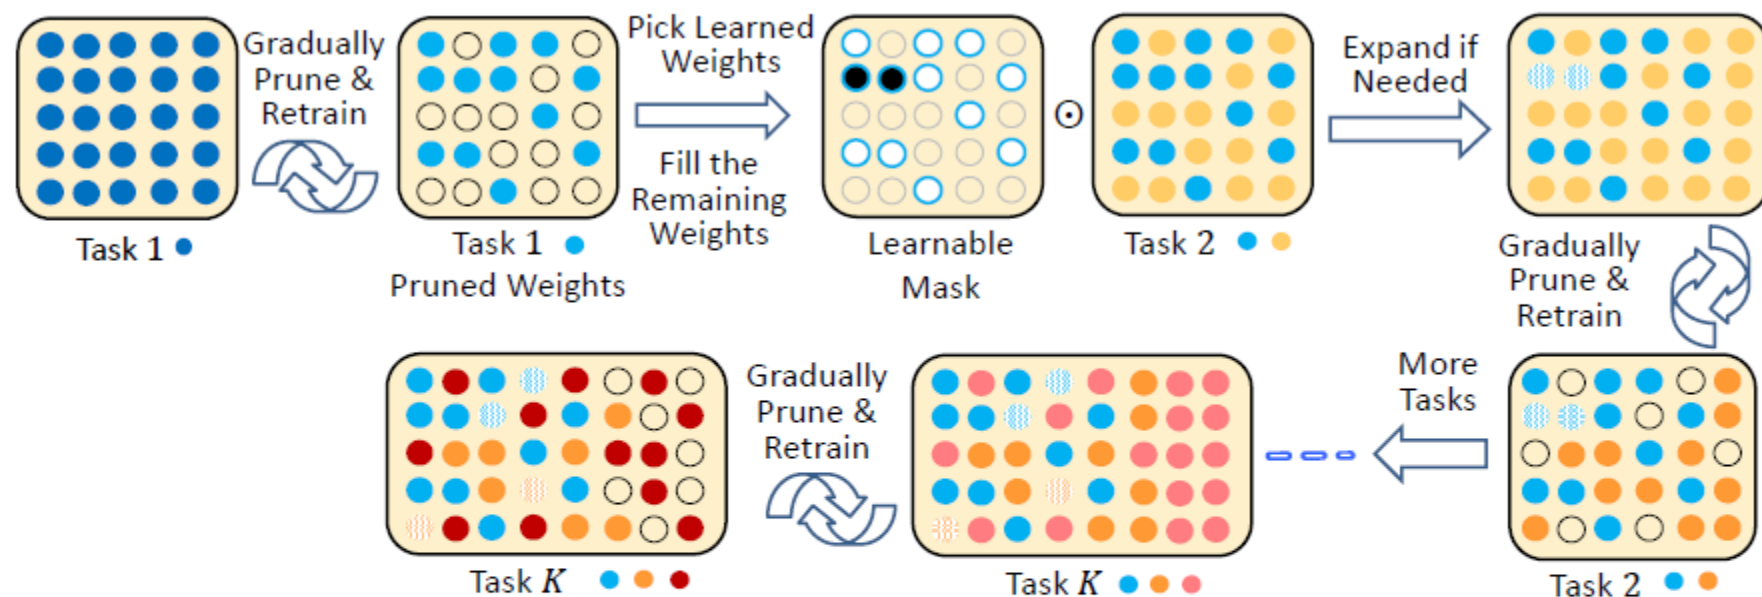 Gradually
Prune &
Retrain
Pick Learned
Weights
Fill the
Remaining
Weights
Expand if
Needed
Task 1
Task 1
Pruned Weights
Learnable
Mask
⊙
Task 2
Gradually
Prune &
Retrain
More
Tasks
Gradually
Prune &
Retrain
Task K
Task K
Task 2